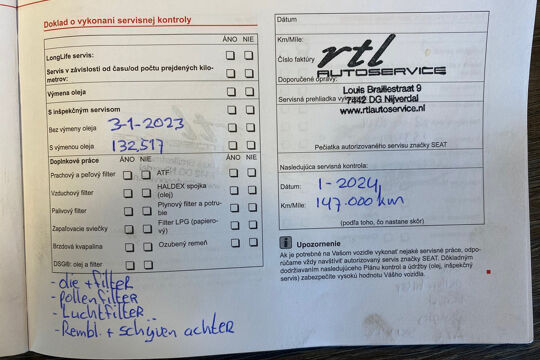 Doklad o vykonaní servisnej kontroly
ÁNO NIE
LongLife servis:
Servis v závislosti od času/od počtu prejdených kilo-
metrov:
Výmena oleja
S inšpekčným servisom
Bez výmeny oleja 3-1-2023
S výmenou oleja 132,517
Doplnkové práce ÁNO NIE ÁNO NIE
Prachový a peľový filter
ATF
Vzduchový filter
HALDEX spojka
(olej)
Palivový filter
Plynový filter a potru-
bie
Zapaľovacie sviečky
Filter LPG (papiero-
vý)
Brzdová kvapalina
Ozubený remeň
DSG®: olej a filter
- olie + filter
- pollenfilter
- Luchtfilter
- Rembl. + schijven achter
Dátum
Km/Míle:
Číslo faktúry
rtl
AUTOSERVICE
Doporučené opravy:
Louis Braillestraat 9
Servisná prehliadka
7442 DG Nijverdal
www.rtlautoservice.nl
Pečiatka autorizovaného servisu značky SEAT
Nasledujúca servisná kontrola:
Dátum: 1-2024
Km/Míle: 147.000 km
(podľa toho, čo nastane skôr)
Upozornenie
Ak je potrebné na Vašom vozidle vykonať nejaké servisné práce, odpo-
rúčame vždy navštíviť autorizovaný servis značky SEAT. Dôkladným
dodržiavaním nasledujúceho Plánu kontrol a údržby (olej, inšpekčný
servis) zabezpečíte vysokú hodnotu Vášho vozidla.